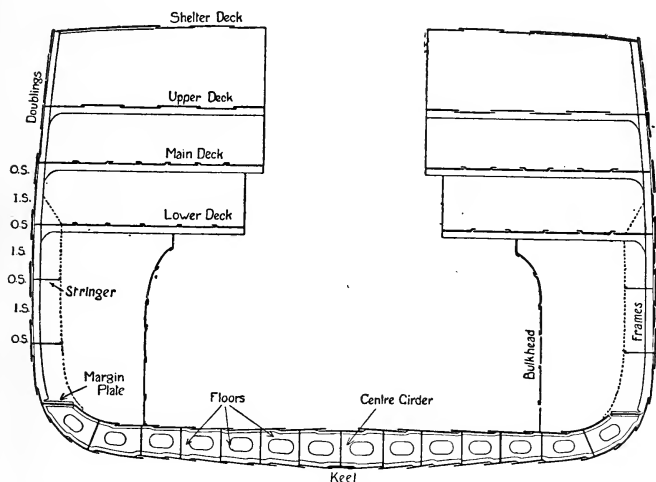 Shelter Deck
Doublings
Upper Deck
Main Deck
O.S.
I.S.
Lower Deck
O.S
I.S.
O.S.
Stringer
I.S.
Frames
O.S.
Bulkhead
Margin
Plate
Floors
Centre Girder
Keel